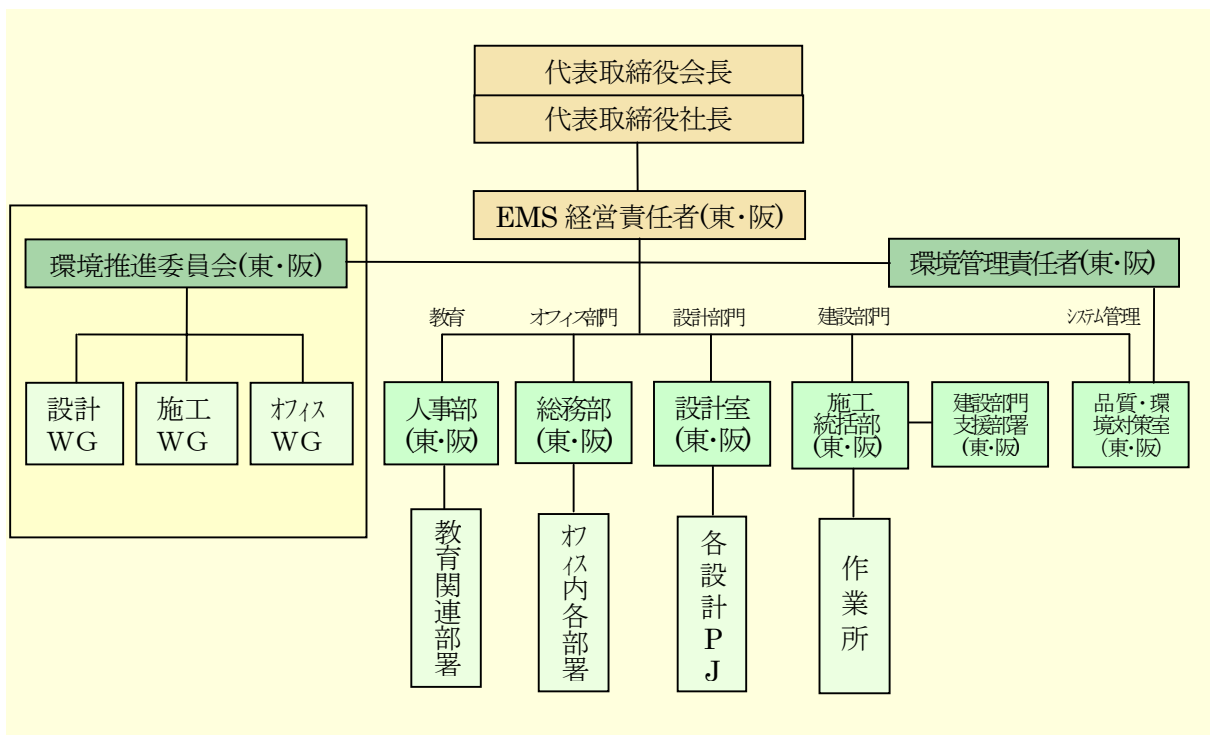 代表取締役会長
代表取締役社長
EMS 経営責任者(東・阪)
環境推進委員会(東・阪)
環境管理責任者(東・阪)
教育
オフィス部門
設計部門
建設部門
システム管理
設計
WG
施工
WG
オフィス
WG
人事部
(東・阪)
総務部
(東・阪)
設計室
(東・阪)
施工
統括部
(東・阪)
建設部門
支援部署
(東・阪)
品質・環
境対策室
(東・阪)
教育関連部署
オフィス内各部署
各設計PJ
作業所